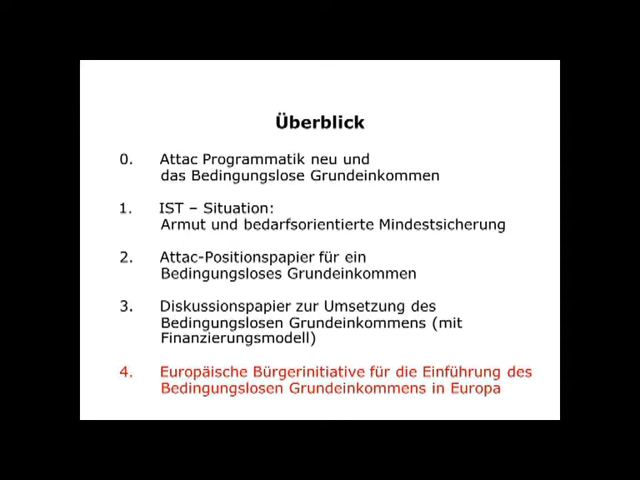 Überblick
0. Attac Programmatik neu und
das Bedingungslose Grundeinkommen
1. IST – Situation:
Armut und bedarfsorientierte Mindestsicherung
2. Attac-Positionspapier für ein
Bedingungsloses Grundeinkommen
3. Diskussionspapier zur Umsetzung des
Bedingungslosen Grundeinkommens (mit
Finanzierungsmodell)
4. Europäische Bürgerinitiative für die Einführung des
Bedingungslosen Grundeinkommens in Europa